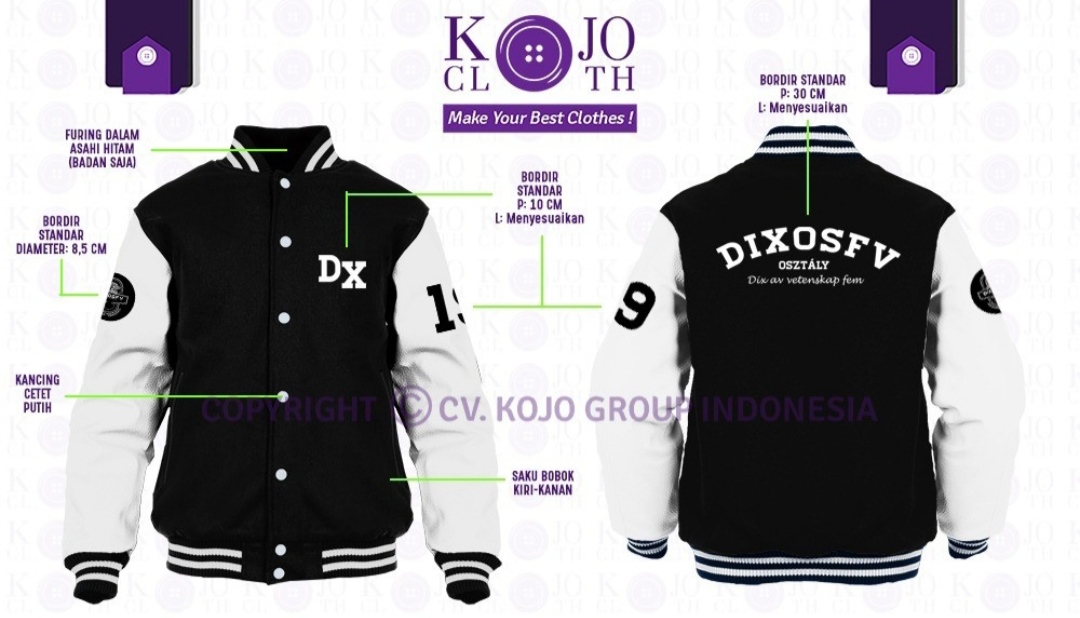 KOJO
CLOTH
Make Your Best Clothes !
FURING DALAM
ASAHI HITAM
(BADAN SAJA)
BORDIR
STANDAR
DIAMETER: 8,5 CM
KANCING
CETET
PUTIH
DX
19
BORDIR
STANDAR
P: 10 CM
L: Menyesuaikan
SAKU BOBOK
KIRI-KANAN
BORDIR STANDAR
P: 30 CM
L: Menyesuaikan
DIXOSFV
OSZTÁLY
Dix av vetenskap fem
9
COPYRIGHT © CV. KOJO GROUP INDONESIA